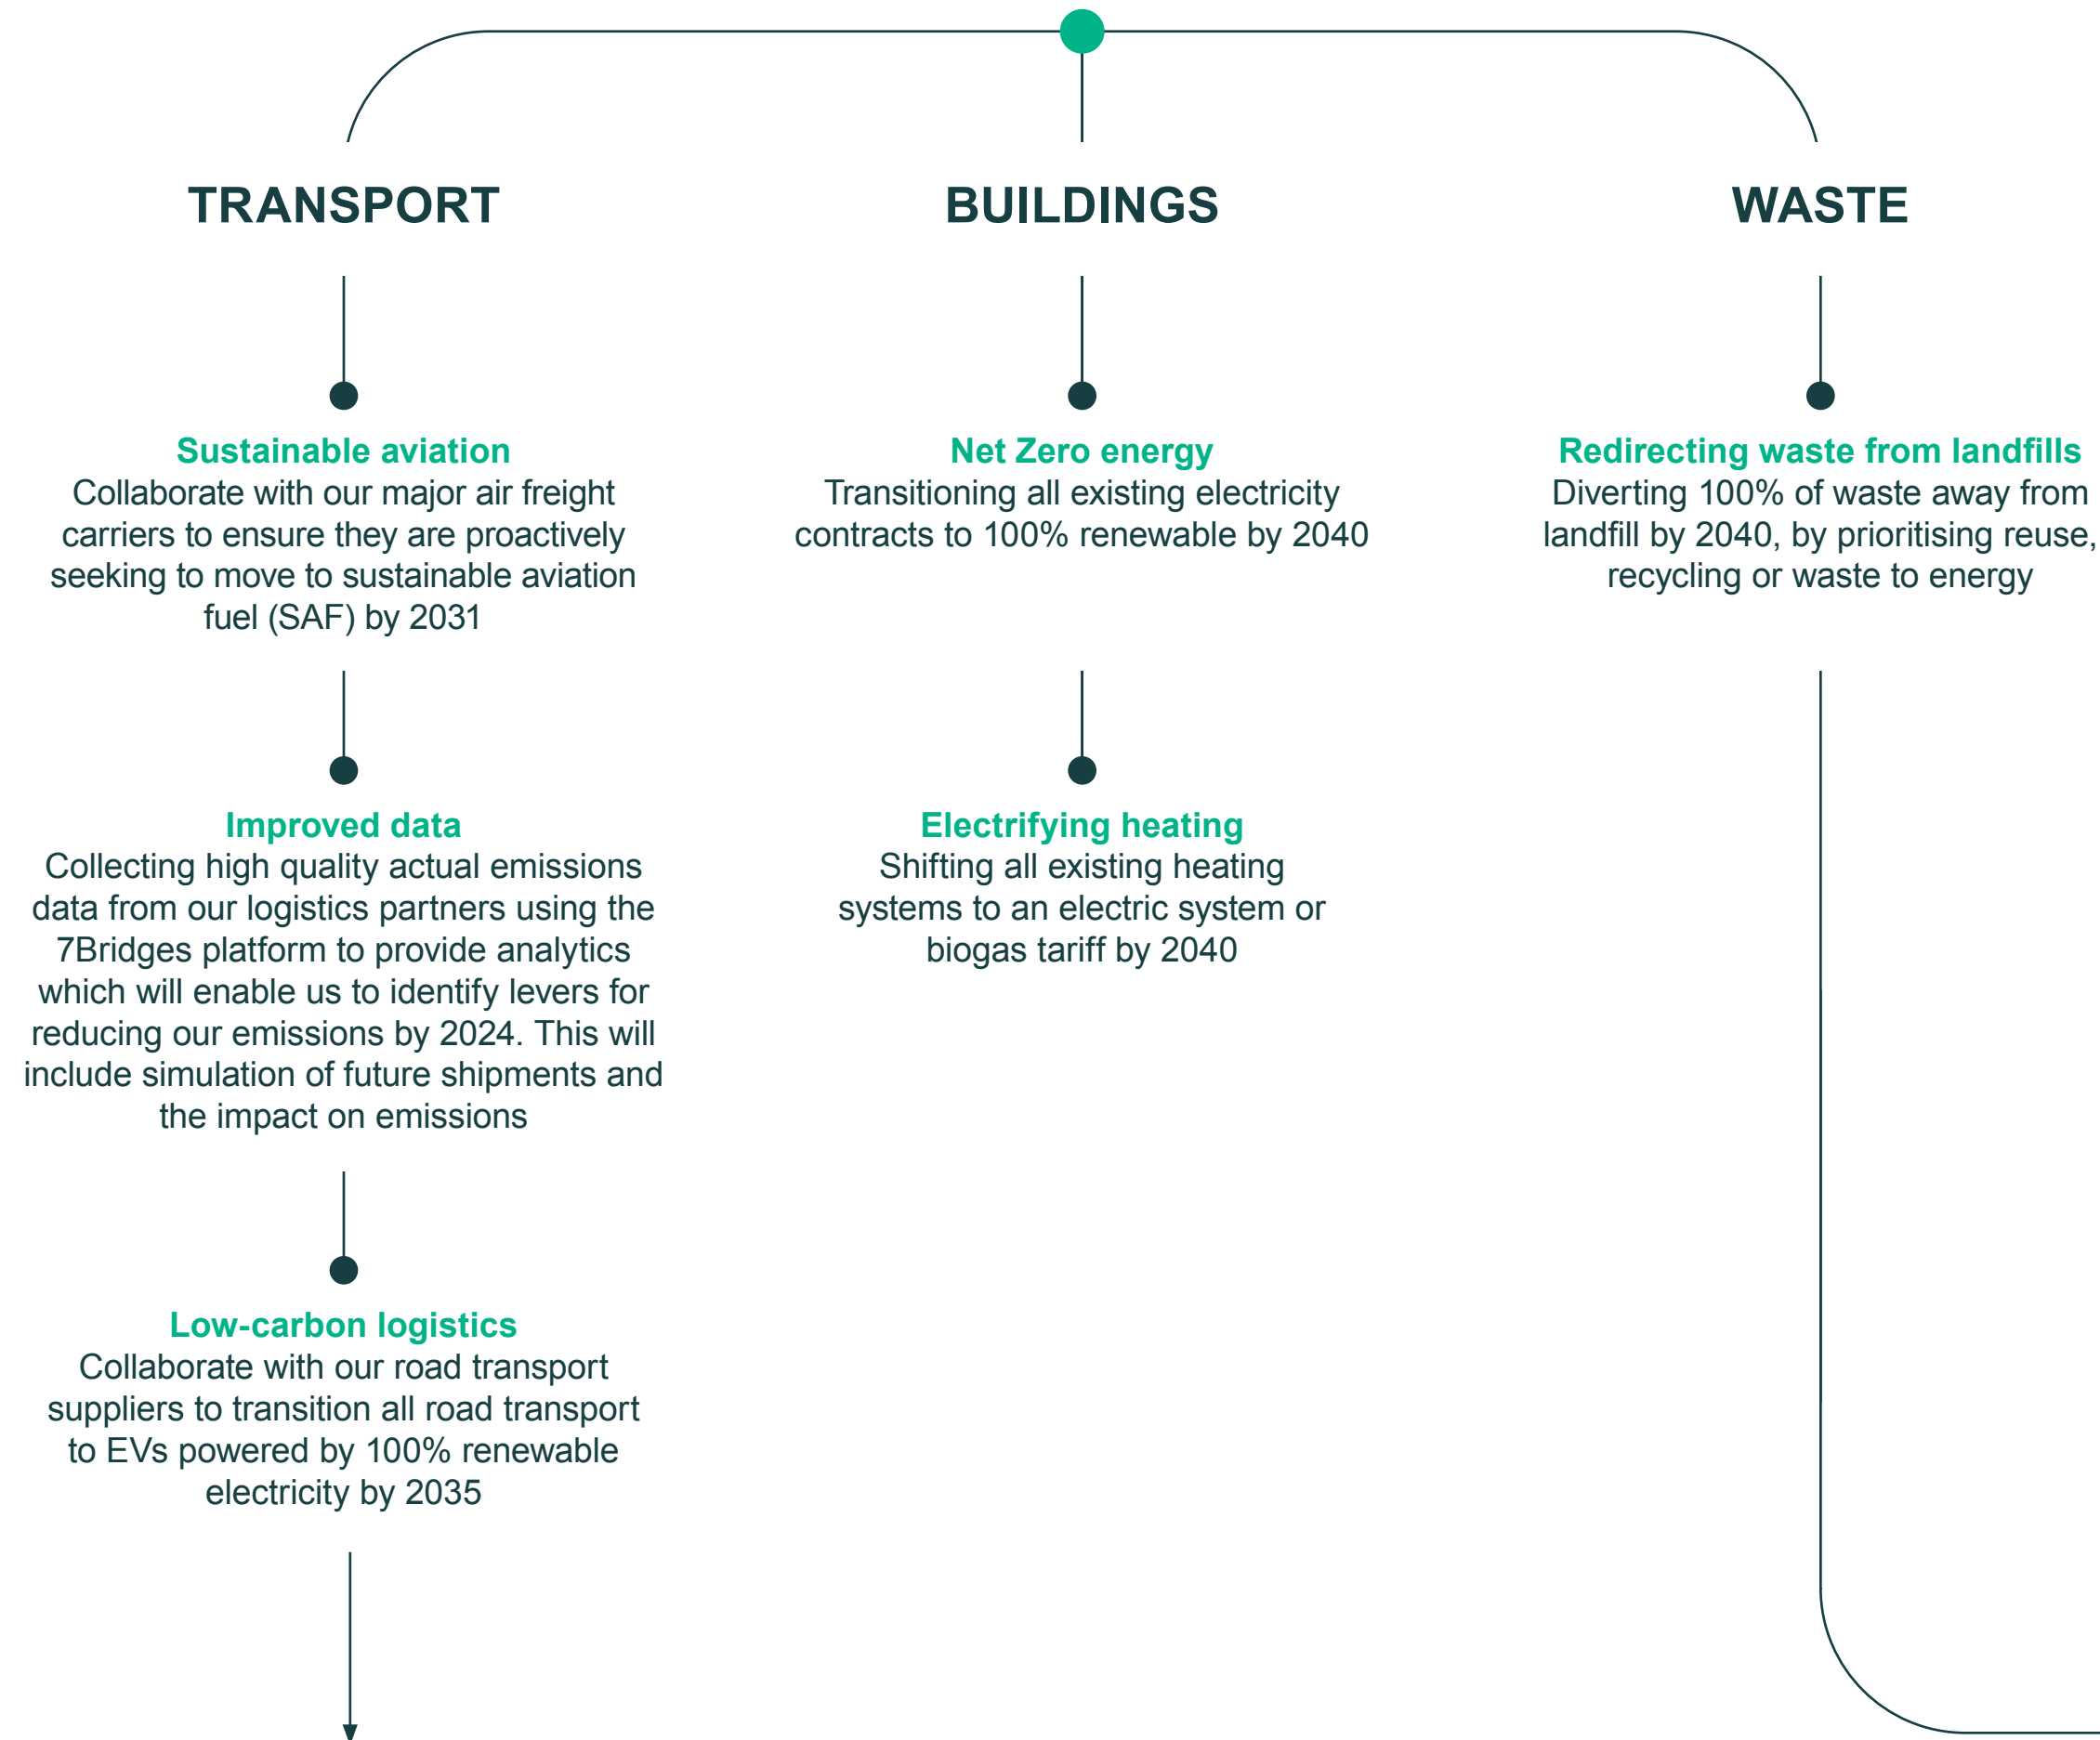 TRANSPORT
Sustainable aviation
Collaborate with our major air freight
carriers to ensure they are proactively
seeking to move to sustainable aviation
fuel (SAF) by 2031
Improved data
Collecting high quality actual emissions
data from our logistics partners using the
7Bridges platform to provide analytics
which will enable us to identify levers for
reducing our emissions by 2024. This will
include simulation of future shipments and
the impact on emissions
Low-carbon logistics
Collaborate with our road transport
suppliers to transition all road transport
to EVs powered by 100% renewable
electricity by 2035
BUILDINGS
Net Zero energy
Transitioning all existing electricity
contracts to 100% renewable by 2040
Electrifying heating
Shifting all existing heating
systems to an electric system or
biogas tariff by 2040
WASTE
Redirecting waste from landfills
Diverting 100% of waste away from
landfill by 2040, by prioritising reuse,
recycling or waste to energy